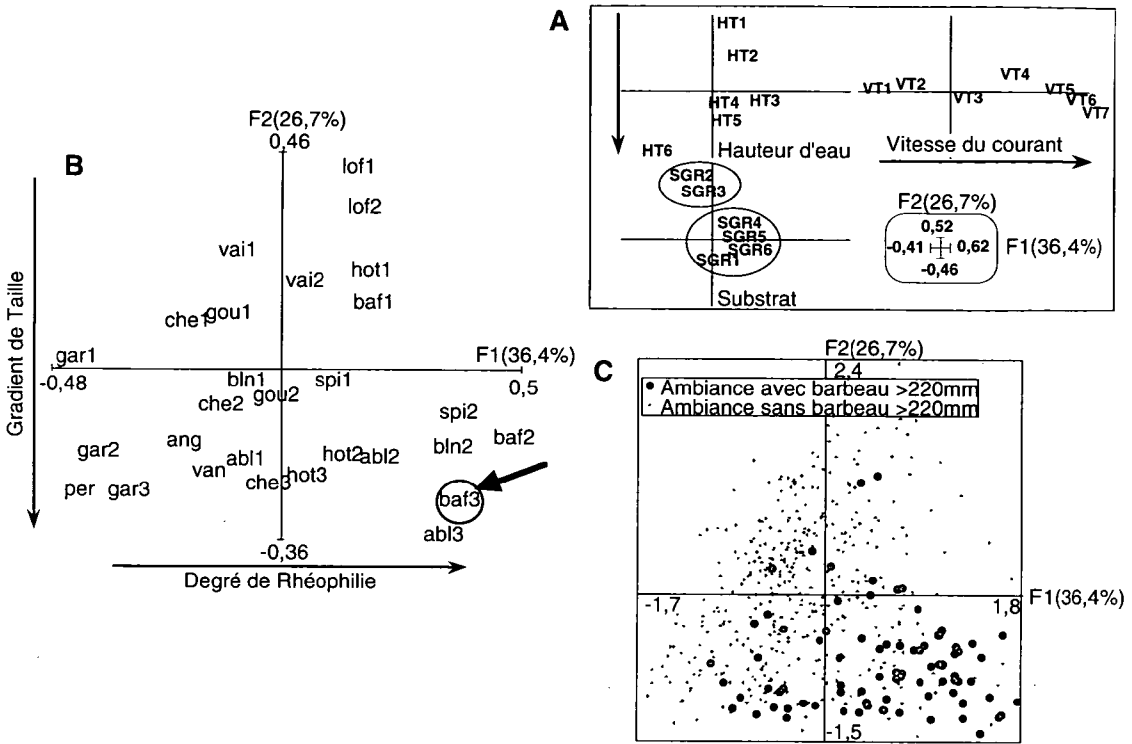 A
HT1
HT2
HT4 HT3
HT5
HT6
Hauteur d'eau
VT1 VT2 VT3 VT4 VT5 VT6 VT7
Vitesse du courant
SGR2
SGR3
SGR4
SGR5
SGR6
SGR1
Substrat
F2(26,7%)
0,52
-0,41 0,62
-0,46
F1(36,4%)
B
F2(26,7%)
0,46
lof1
lof2
vai1
vai2
hot1
baf1
che1 gou1
gar1
F1(36,4%)
-0,48
0,5
bln1 spi1
gou2
che2
spi2
baf2
bln2
ang
gar2
van abl1
hot2 abl2
che3 hot3
per gar3
baf3
abl3
-0,36
Gradient de Taille
Degré de Rhéophilie
C
F2(26,7%)
2,4
Ambiance avec barbeau >220mm
Ambiance sans barbeau >220mm
-1,7
1,8
F1(36,4%)
-1,5